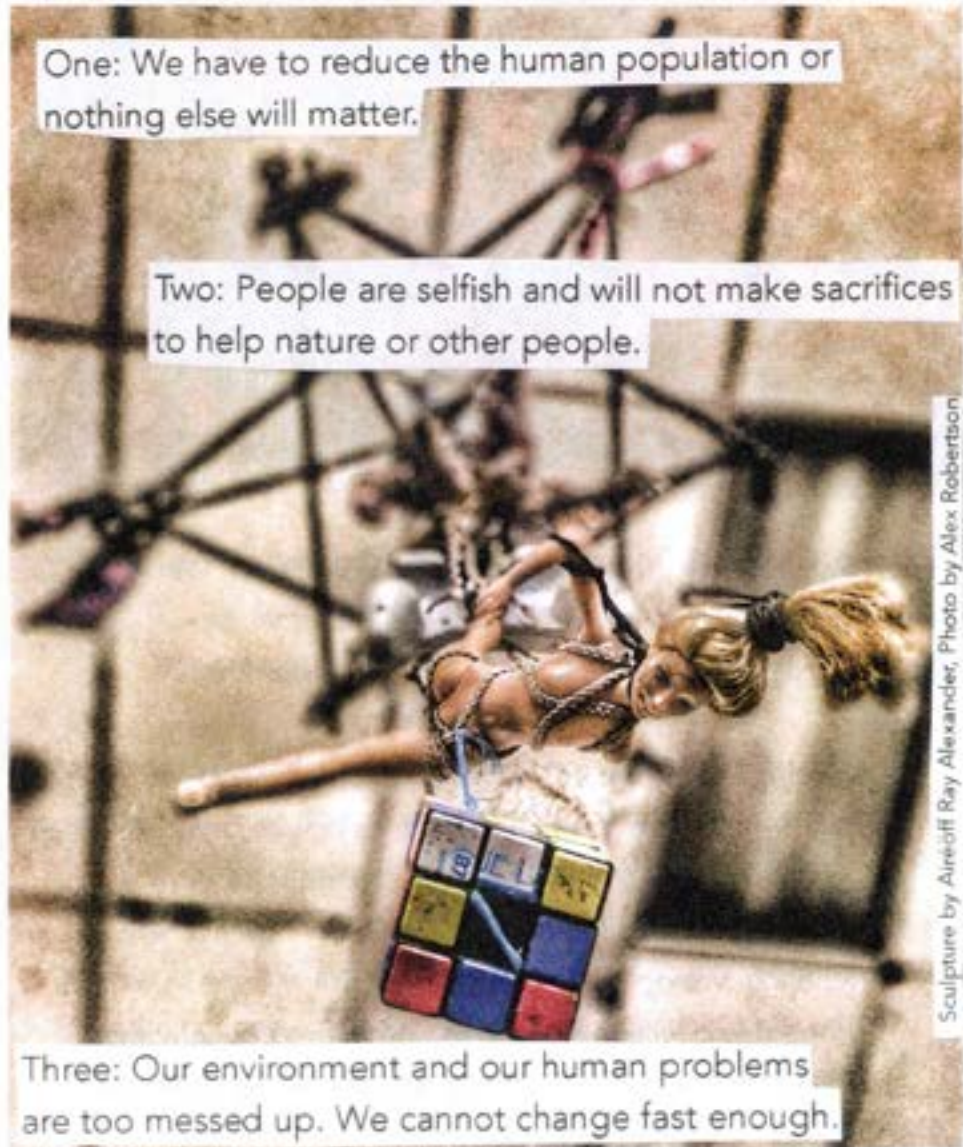 One: We have to reduce the human population or
nothing else will matter.
Two: People are selfish and will not make sacrifices
to help nature or other people.
Sculpture by Aireoff Ray Alexander, Photo by Alex Robertson
Three: Our environment and our human problems
are too messed up. We cannot change fast enough.